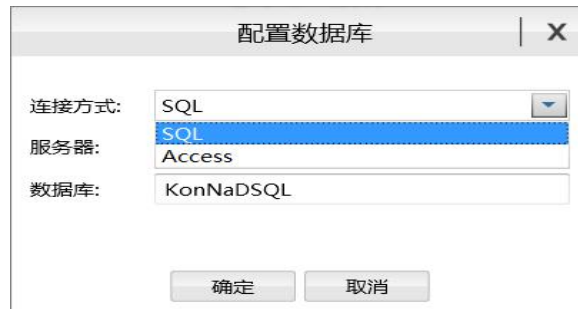 配置数据库
连接方式: SQL
SQL
服务器:
Access
数据库: KonNaDSQL
确定 取消